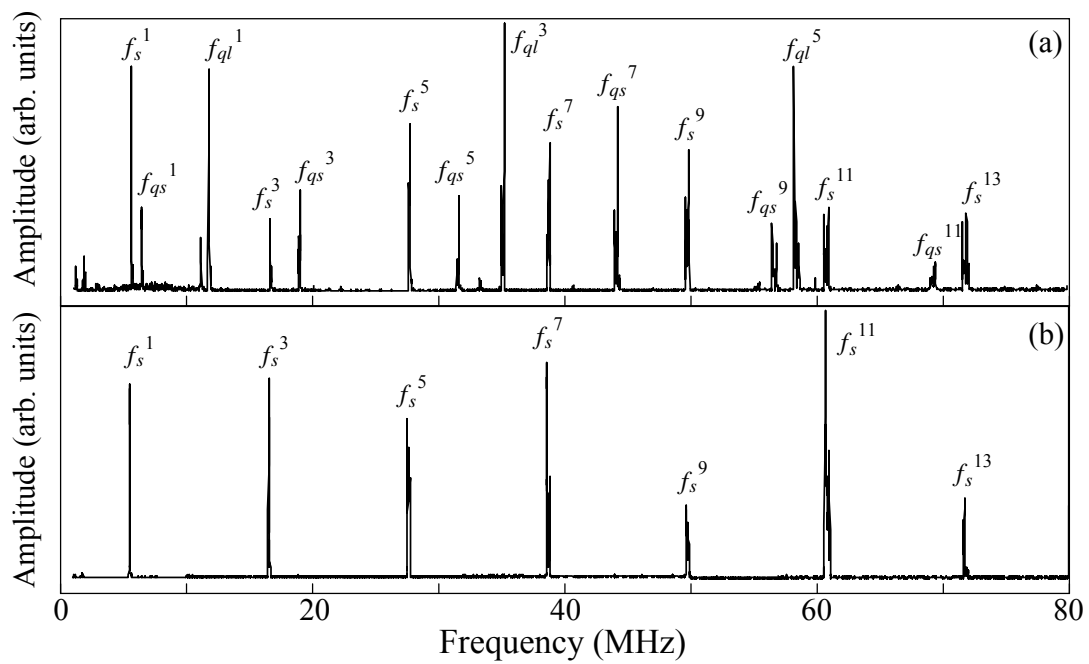 Amplitude (arb. units)
(a)
f_s^1
f_qs^1
f_ql^1
f_s^3
f_qs^3
f_s^5
f_qs^5
f_ql^3
f_s^7
f_qs^7
f_s^9
f_qs^9
f_ql^5
f_s^11
f_qs^11
f_s^13
Amplitude (arb. units)
(b)
f_s^1
f_s^3
f_s^5
f_s^7
f_s^9
f_s^11
f_s^13
0 20 40 60 80
Frequency (MHz)